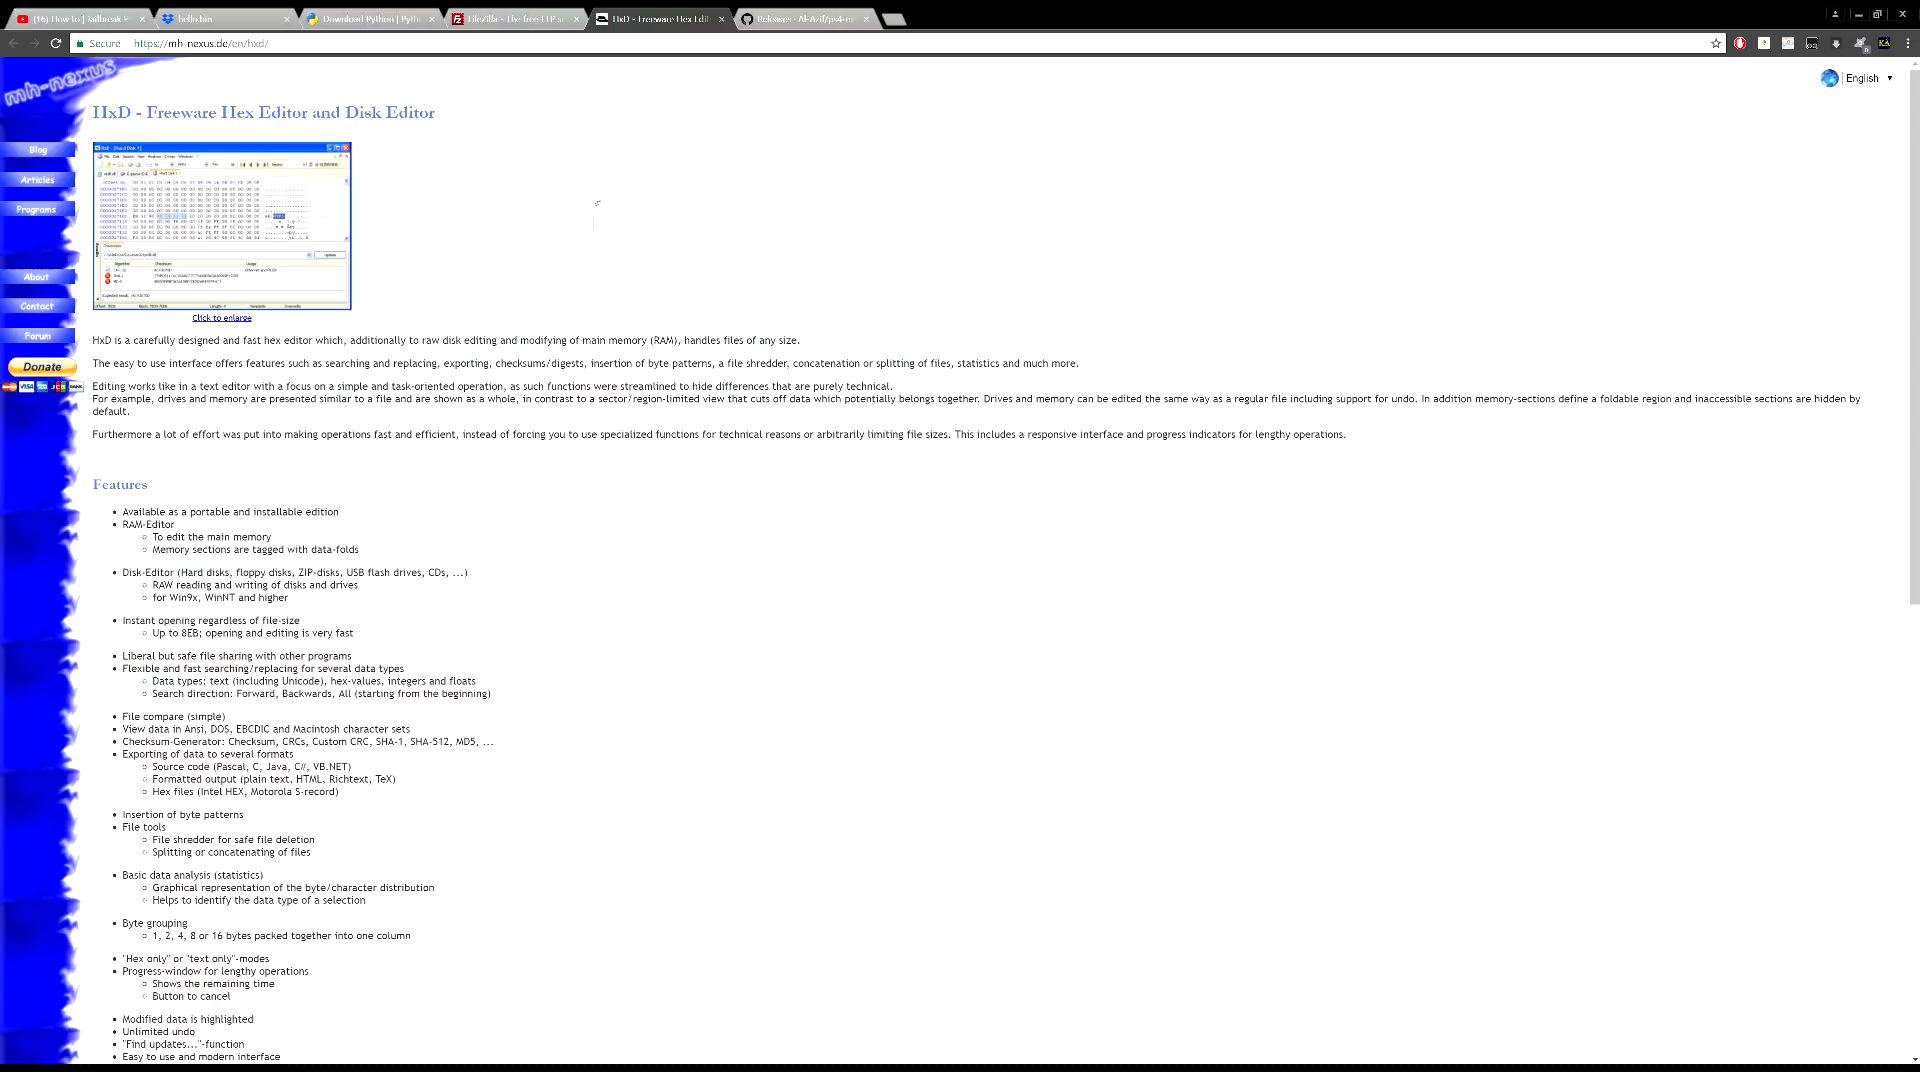 (16) How to | Jailbreak P
hello.bin
Download Python | Pyth
FileZilla - The free FTP s
HxD - Freeware Hex Edit
Releases · Al-Azif/ps4-e
Secure https://mh-nexus.de/en/hxd/
mh-nexus
English
HxD - Freeware Hex Editor and Disk Editor
Blog
Articles
Programs
About
Contact
Forum
Donate
Click to enlarge
HxD is a carefully designed and fast hex editor which, additionally to raw disk editing and modifying of main memory (RAM), handles files of any size.
The easy to use interface offers features such as searching and replacing, exporting, checksums/digests, insertion of byte patterns, a file shredder, concatenation or splitting of files, statistics and much more.
Editing works like in a text editor with a focus on a simple and task-oriented operation, as such functions were streamlined to hide differences that are purely technical.
For example, drives and memory are presented similar to a file and are shown as a whole, in contrast to a sector/region-limited view that cuts off data which potentially belongs together. Drives and memory can be edited the same way as a regular file including support for undo. In addition memory-sections define a foldable region and inaccessible sections are hidden by
default.
Furthermore a lot of effort was put into making operations fast and efficient, instead of forcing you to use specialized functions for technical reasons or arbitrarily limiting file sizes. This includes a responsive interface and progress indicators for lengthy operations.
Features
Available as a portable and installable edition
RAM-Editor
To edit the main memory
Memory sections are tagged with data-folds
Disk-Editor (Hard disks, floppy disks, ZIP-disks, USB flash drives, CDs, ...)
RAW reading and writing of disks and drives
for Win9x, WinNT and higher
Instant opening regardless of file-size
Up to 8EB; opening and editing is very fast
Liberal but safe file sharing with other programs
Flexible and fast searching/replacing for several data types
Data types: text (including Unicode), hex-values, integers and floats
Search direction: Forward, Backwards, All (starting from the beginning)
File compare (simple)
View data in Ansi, DOS, EBCDIC and Macintosh character sets
Checksum-Generator: Checksum, CRCs, Custom CRC, SHA-1, SHA-512, MD5, ...
Exporting of data to several formats
Source code (Pascal, C, Java, C#, VB.NET)
Formatted output (plain text, HTML, Richtext, TeX)
Hex files (Intel HEX, Motorola S-record)
Insertion of byte patterns
File tools
File shredder for safe file deletion
Splitting or concatenating of files
Basic data analysis (statistics)
Graphical representation of the byte/character distribution
Helps to identify the data type of a selection
Byte grouping
1, 2, 4, 8 or 16 bytes packed together into one column
"Hex only" or "text only"-modes
Progress-window for lengthy operations
Shows the remaining time
Button to cancel
Modified data is highlighted
Unlimited undo
"Find updates..."-function
Easy to use and modern interface